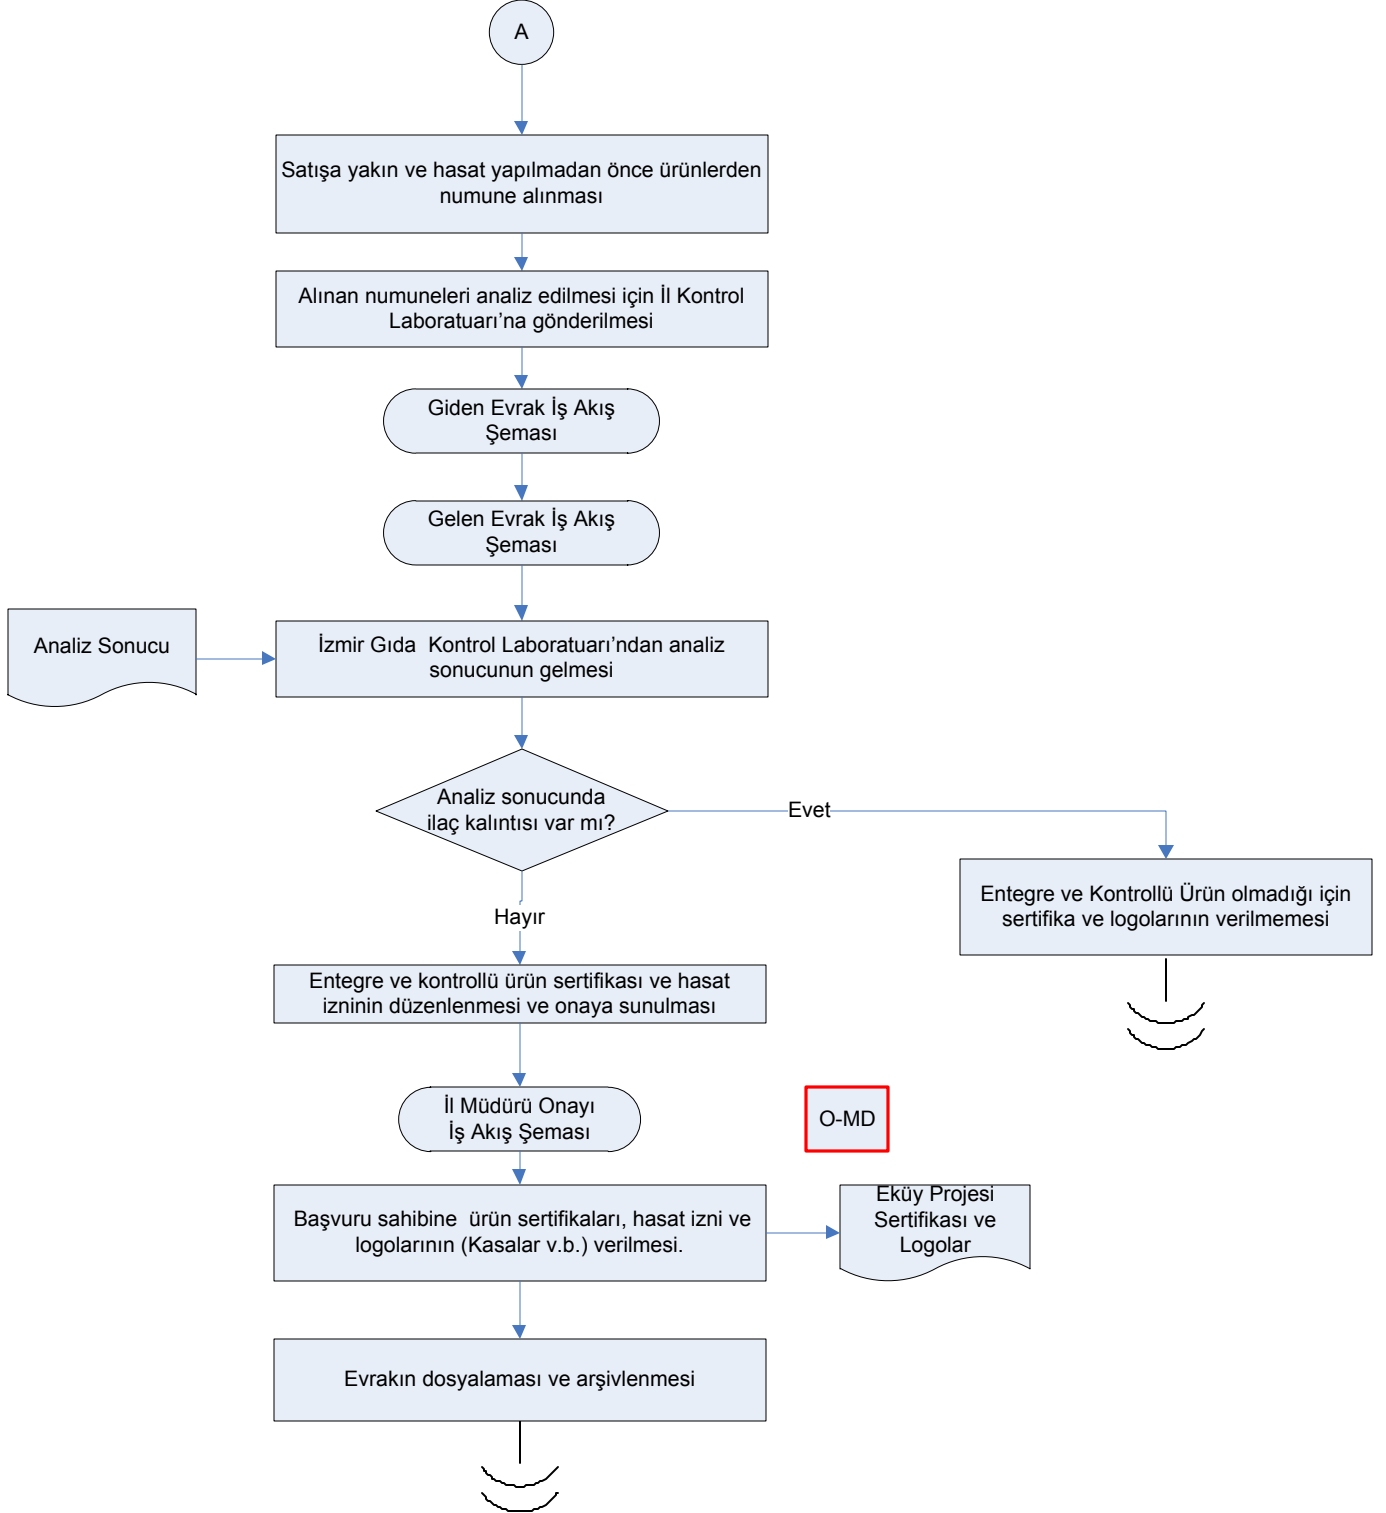 A
Satışa yakın ve hasat yapılmadan önce ürünlerden
numune alınması
Alınan numuneleri analiz edilmesi için İl Kontrol
Laboratuarı’na gönderilmesi
Giden Evrak İş Akış
Şeması
Gelen Evrak İş Akış
Şeması
Analiz Sonucu
İzmir Gıda  Kontrol Laboratuarı’ndan analiz
sonucunun gelmesi
Analiz sonucunda
ilaç kalıntısı var mı?
Evet
Entegre ve Kontrollü Ürün olmadığı için
sertifika ve logolarının verilmemesi
Hayır
Entegre ve kontrollü ürün sertifikası ve hasat
izninin düzenlenmesi ve onaya sunulması
İl Müdürü Onayı
İş Akış Şeması
O-MD
Başvuru sahibine  ürün sertifikaları, hasat izni ve
logolarının (Kasalar v.b.) verilmesi.
Eküy Projesi
Sertifikası ve
Logolar
Evrakın dosyalaması ve arşivlenmesi